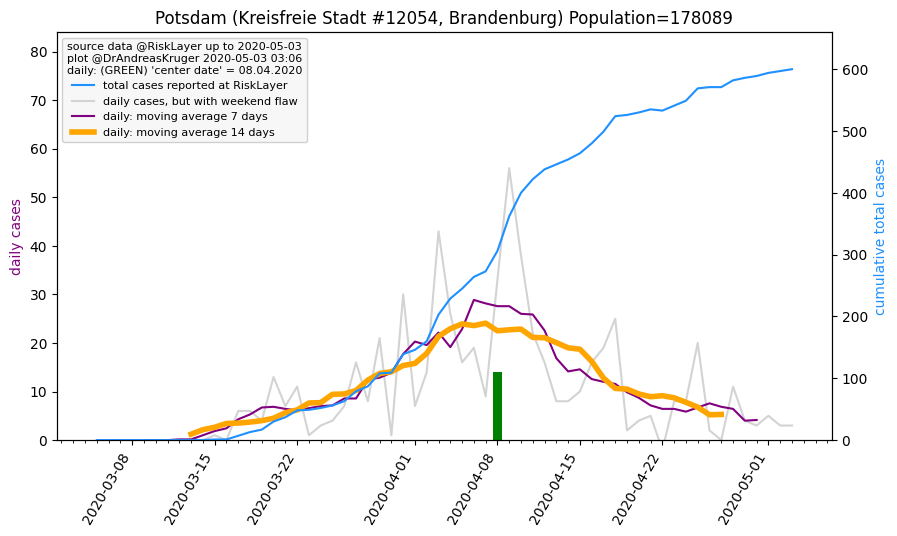 Potsdam (Kreisfreie Stadt #12054, Brandenburg) Population=178089
source data @RiskLayer up to 2020-05-03
plot @DrAndreasKruger 2020-05-03 03:06
daily: (GREEN) 'center date' = 08.04.2020
total cases reported at RiskLayer
daily cases, but with weekend flaw
daily: moving average 7 days
daily: moving average 14 days
daily cases
80
70
60
50
40
30
20
10
0
cumulative total cases
600
500
400
300
200
100
0
2020-03-08
2020-03-15
2020-03-22
2020-04-01
2020-04-08
2020-04-15
2020-04-22
2020-05-01